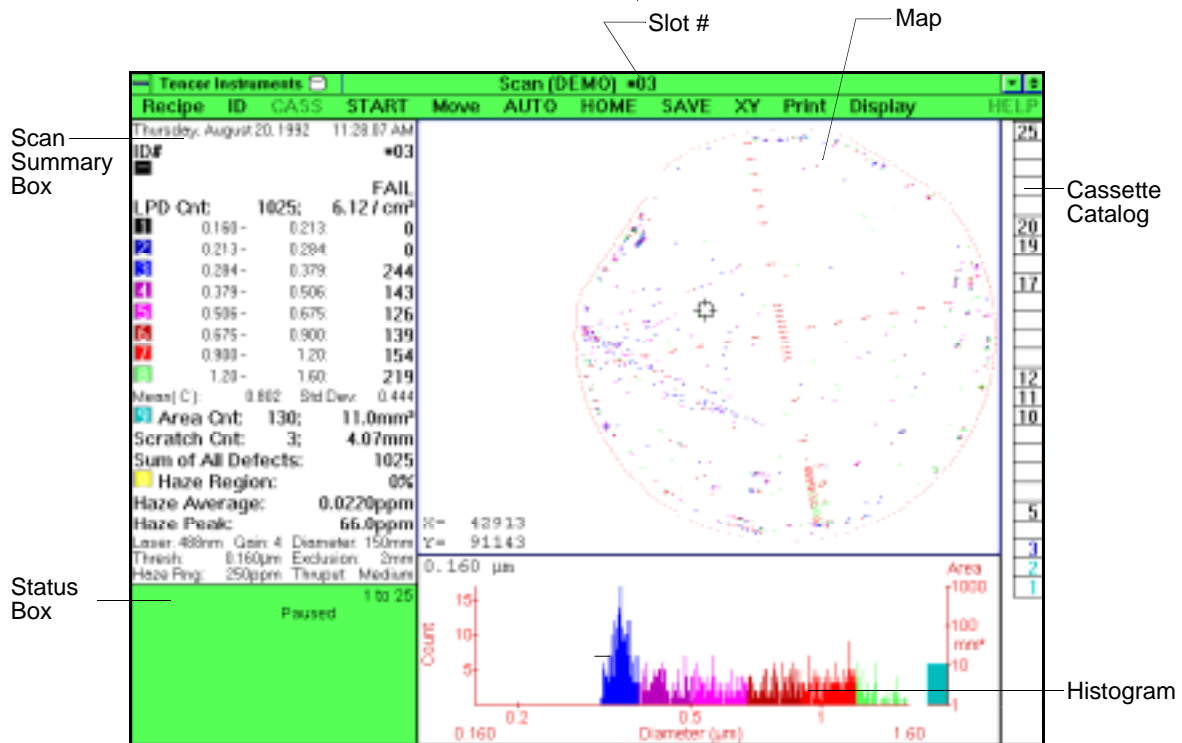 Slot #
Map
Tencor Instruments
Scan (DEMO) *03
Recipe ID CASS START Move AUTO HOME SAVE XY Print Display HELP
Scan
Summary
Box
Thursday, August 20, 1992 11:28:07 AM
ID# *03
FAIL
LPD Cnt: 1025; 6.12 / cm²
1 0.160 - 0.213: 0
2 0.213 - 0.284: 0
3 0.284 - 0.379: 244
4 0.379 - 0.506: 143
5 0.506 - 0.675: 126
6 0.675 - 0.900: 139
7 0.900 - 1.20: 154
8 1.20 - 1.60: 219
Mean( C ): 0.802 Std Dev: 0.444
9 Area Cnt: 130; 11.0mm²
Scratch Cnt: 3; 4.07mm
Sum of All Defects: 1025
Haze Region: 0%
Haze Average: 0.0220ppm
Haze Peak: 66.0ppm
Laser: 488nm Gain: 4 Diameter: 150mm
Thresh: 0.160µm Exclusion: 2mm
Haze Rng: 250ppm Thruput: Medium
Status
Box
1 to 25
Paused
X= 42913
Y= 91143
Cassette
Catalog
25
20
19
17
12
11
10
5
3
2
1
0.160 µm
Area
15
10
5
Count
1000
100
mm²
10
1
0.2 0.5 1
0.160 Diameter (µm) 1.60
Histogram